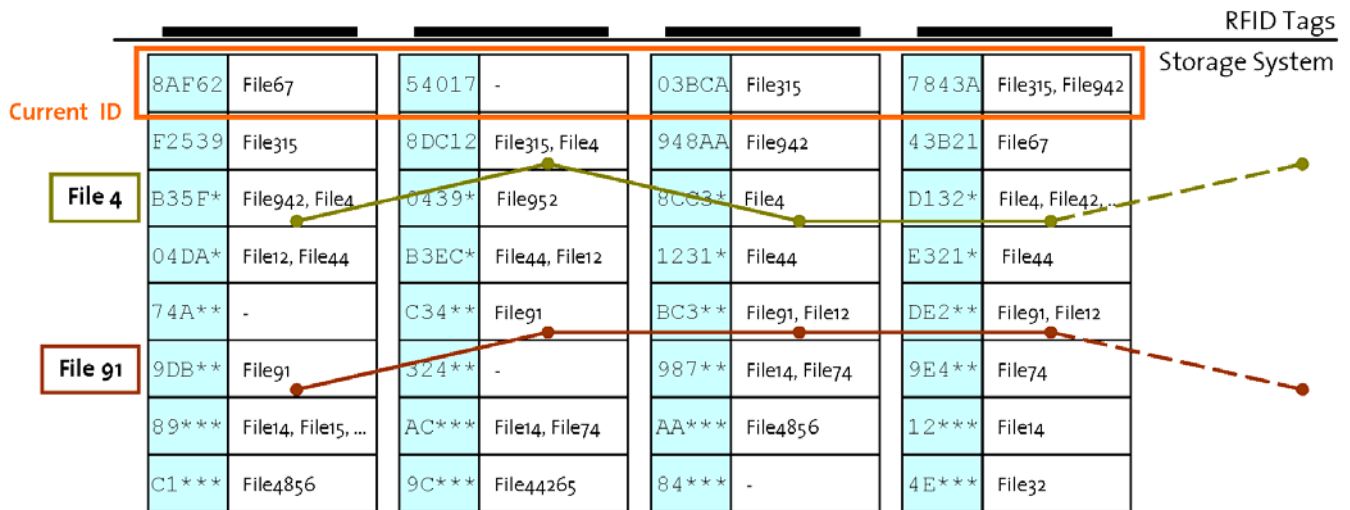 RFID Tags
Storage System
Current ID
8AF62 File67 54017 - 03BCA File315 7843A File315, File942
F2539 File315 8DC12 File315, File4 948AA File942 43B21 File67
File 4
B35F* File942, File4 0439* File952 8CC3* File4 D132* File4, File42, ...
04DA* File12, File44 B3EC* File44, File12 1231* File44 E321* File44
74A** - C34** File91 BC3** File91, File12 DE2** File91, File12
File 91
9DB** File91 324** - 987** File14, File74 9E4** File74
89*** File14, File15, ... AC*** File14, File74 AA*** File4856 12*** File14
C1*** File4856 9C*** File44265 84*** - 4E*** File32